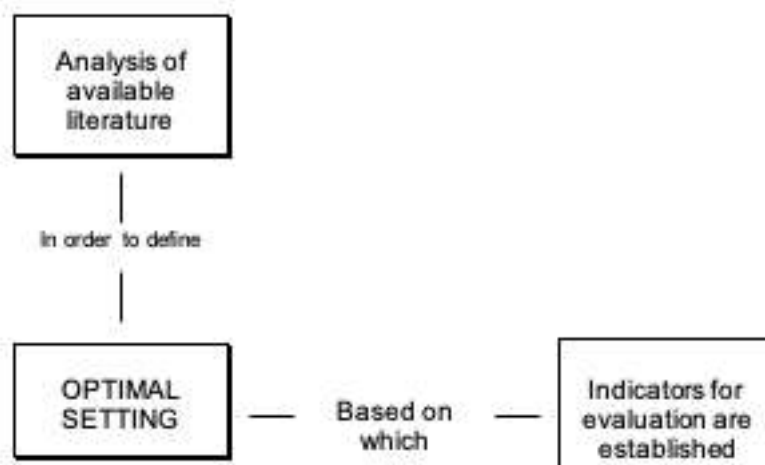 Analysis of
available
literature
In order to define
OPTIMAL
SETTING
Based on
which
Indicators for
evaluation are
established